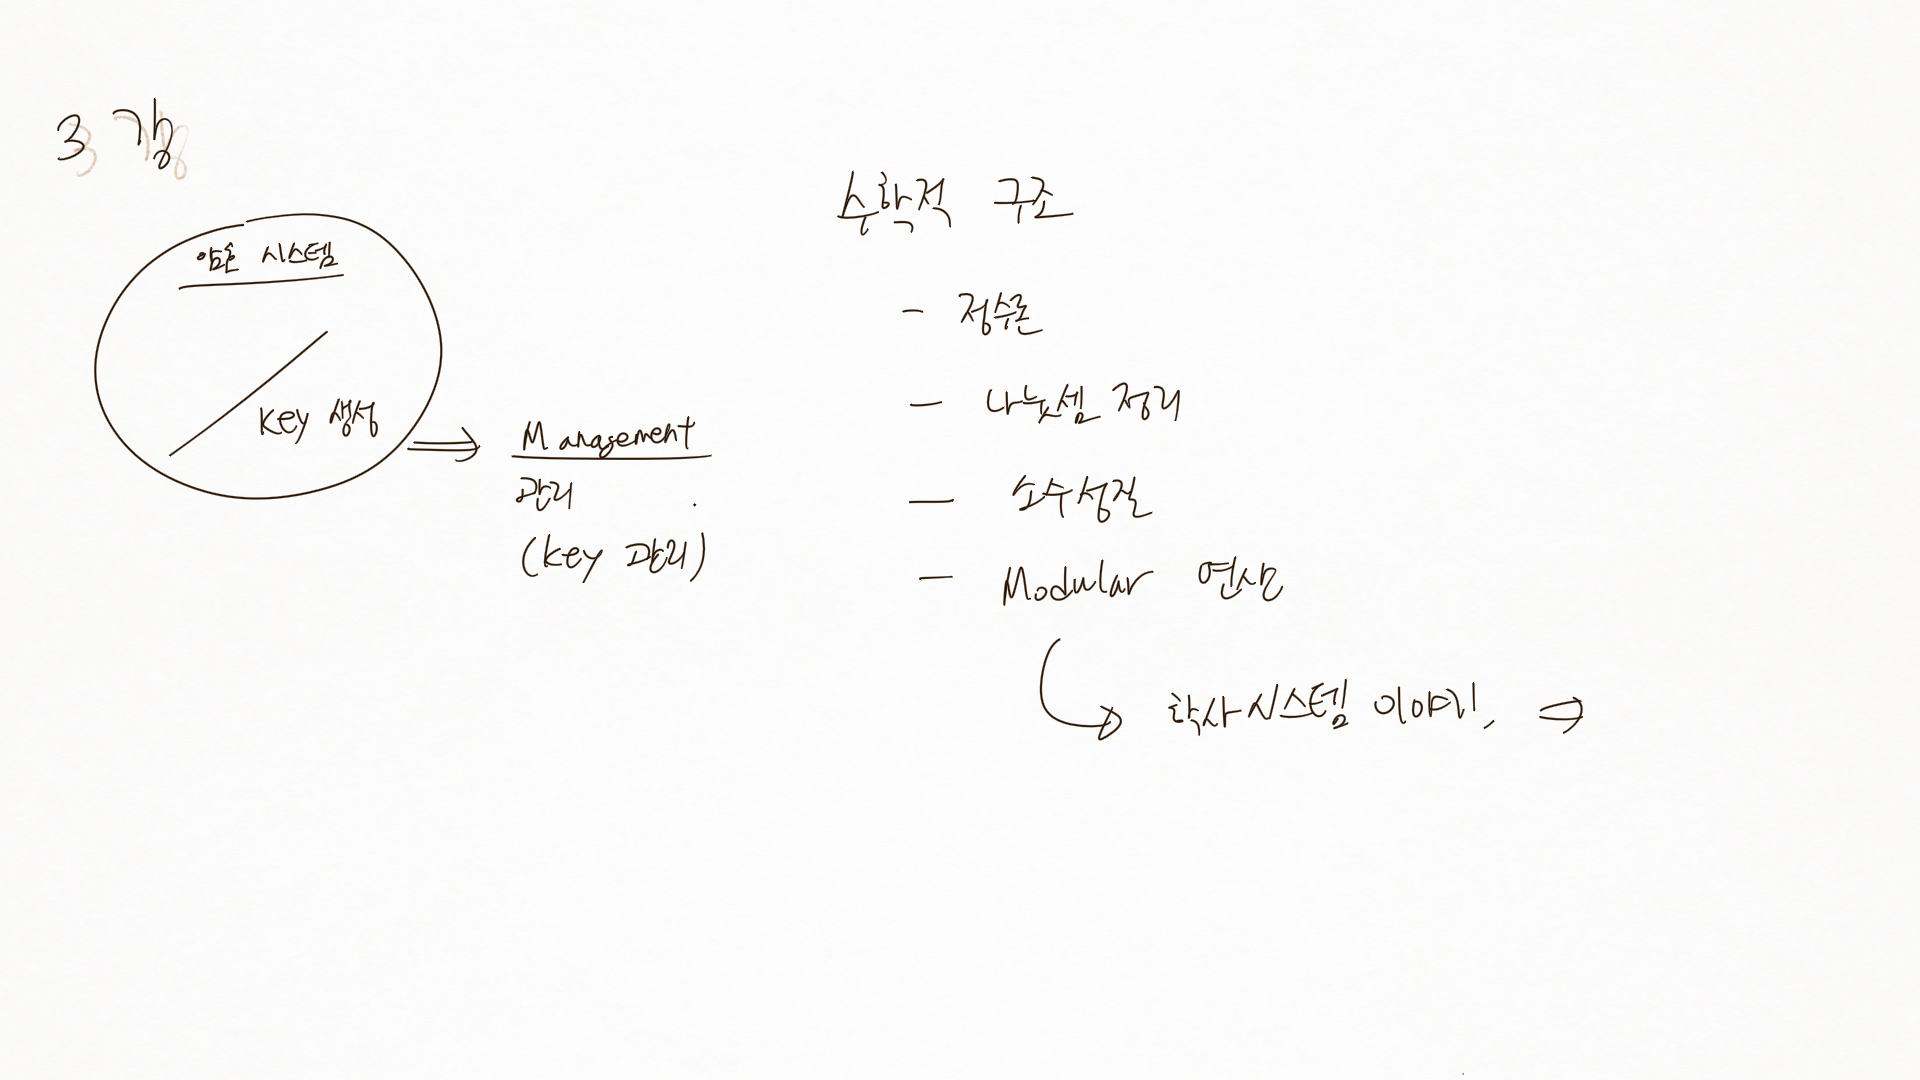 3 강
암호 시스템
Key 생성
Management
관리
(Key 관리)
수학적 구조
- 정수론
- 나눗셈 정리
- 소수성질
- Modular 연산
학사시스템 이야기, ⇒